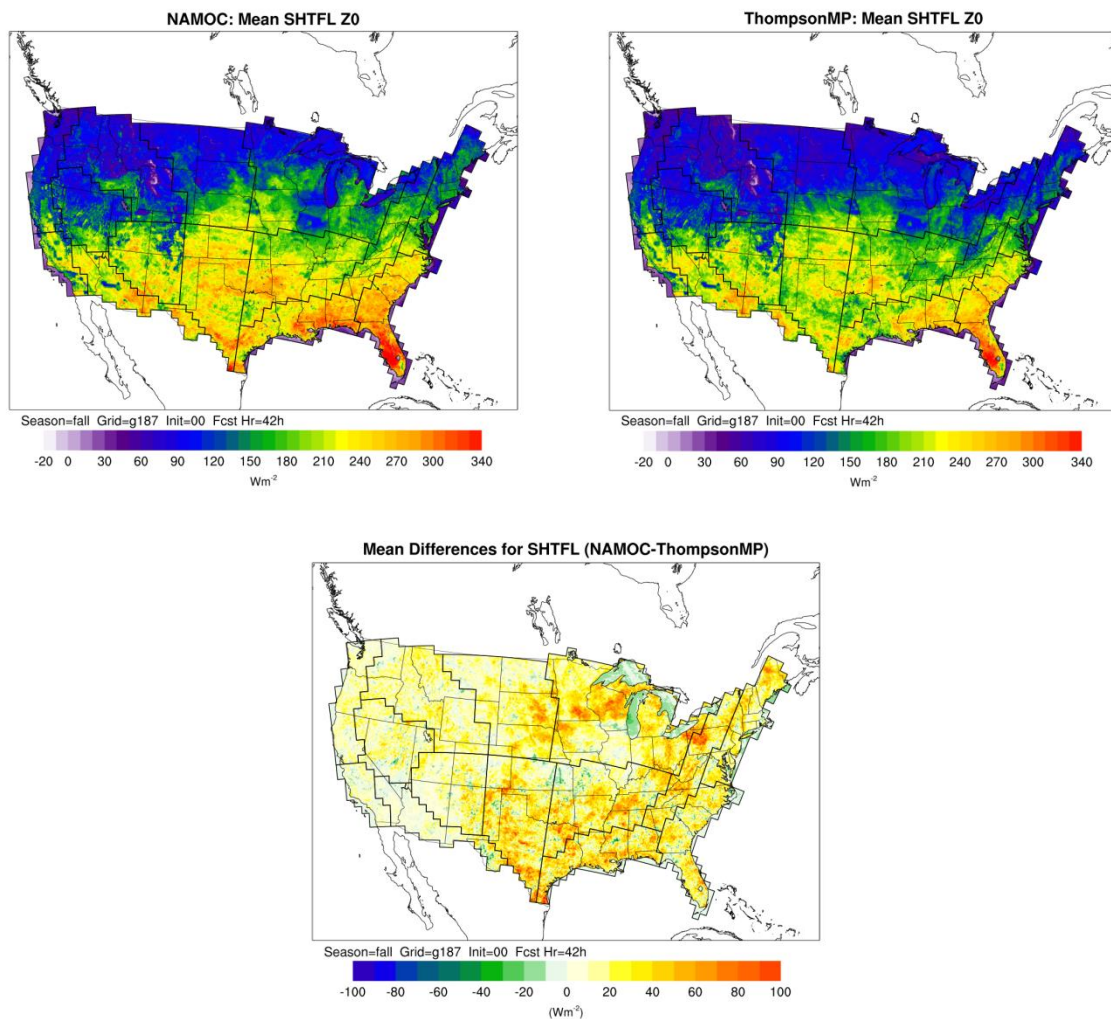 NAMOC: Mean SHTFL Z0
Season=fall Grid=g187 Init=00 Fcst Hr=42h
-20 0 30 60 90 120 150 180 210 240 270 300 340
Wm-2
ThompsonMP: Mean SHTFL Z0
Season=fall Grid=g187 Init=00 Fcst Hr=42h
-20 0 30 60 90 120 150 180 210 240 270 300 340
Wm-2
Mean Differences for SHTFL (NAMOC-ThompsonMP)
Season=fall Grid=g187 Init=00 Fcst Hr=42h
-100 -80 -60 -40 -20 0 20 40 60 80 100
(Wm-2)